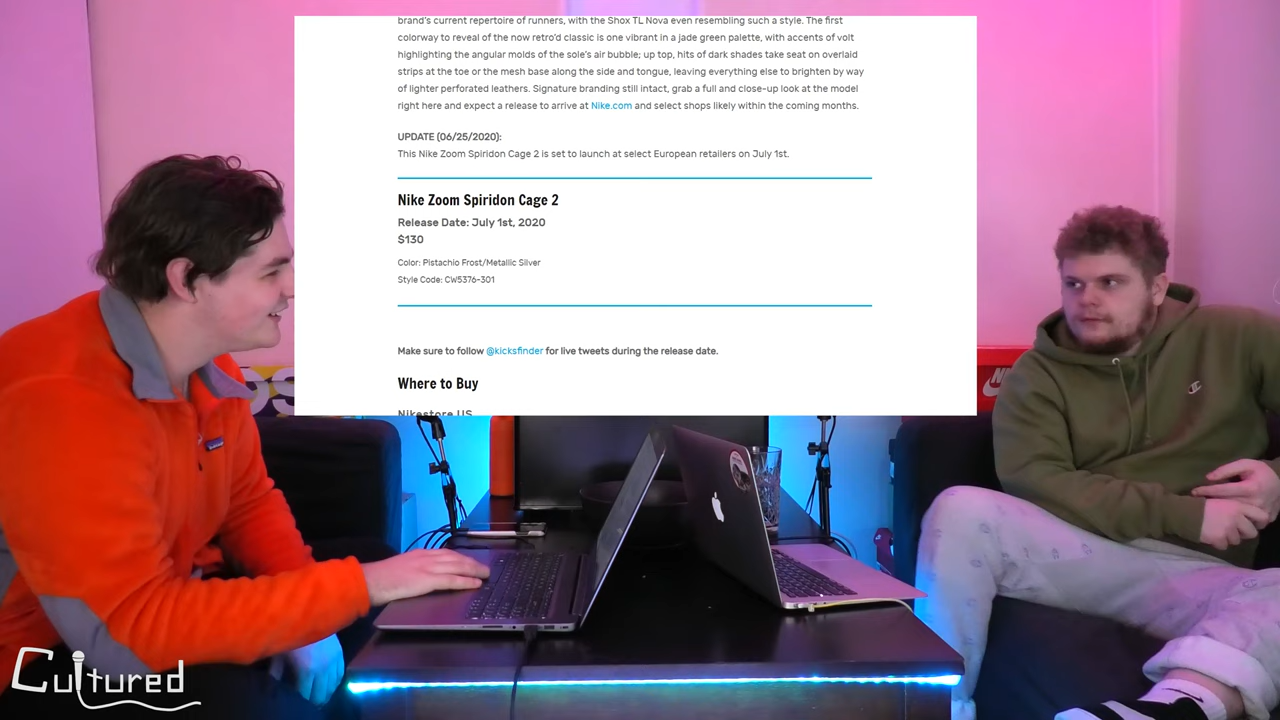 brand's current repertoire of runners, with the Shox TL Nova even resembling such a style. The first
colorway to reveal of the now retro'd classic is one vibrant in a jade green palette, with accents of volt
highlighting the angular molds of the sole's air bubble; up top, hits of dark shades take seat on overlaid
strips at the toe or the mesh base along the side and tongue, leaving everything else to brighten by way
of lighter perforated leathers. Signature branding still intact, grab a full and close-up look at the model
right here and expect a release to arrive at Nike.com and select shops likely within the coming months.
UPDATE (06/25/2020):
This Nike Zoom Spiridon Cage 2 is set to launch at select European retailers on July 1st.
Nike Zoom Spiridon Cage 2
Release Date: July 1st, 2020
$130
Color: Pistachio Frost/Metallic Silver
Style Code: CW5376-301
Make sure to follow @kicksfinder for live tweets during the release date.
Where to Buy
Nikestore US
Cultured